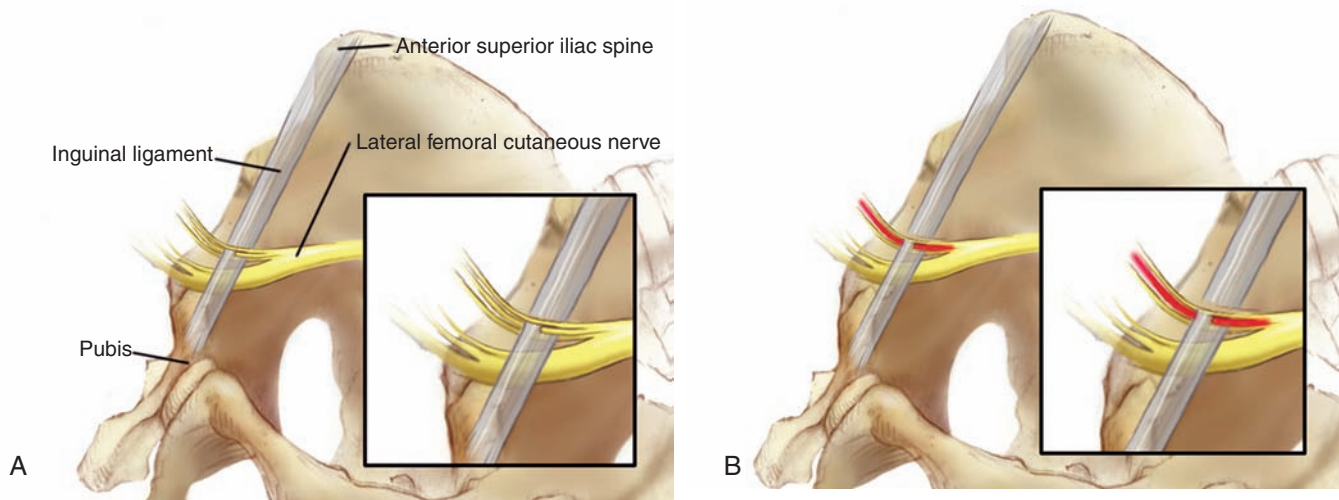 Anterior superior iliac spine
Inguinal ligament
Lateral femoral cutaneous nerve
Pubis
A
B